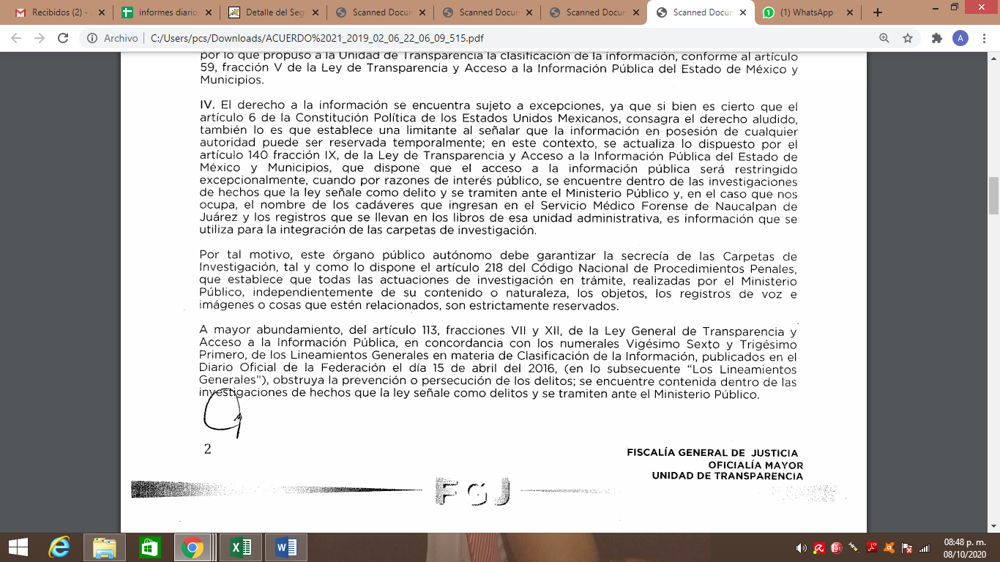 Recibidos (2) -
informes diario
Detalle del Seg
Scanned Docun
Scanned Docun
Scanned Docun
Scanned Docun
(1) WhatsApp
Archivo | C:/Users/pcs/Downloads/ACUERDO%2021_2019_02_06_22_06_09_515.pdf
A
por lo que propuso a la Unidad de Transparencia la clasificación de la información, conforme al artículo
59, fracción V de la Ley de Transparencia y Acceso a la Información Pública del Estado de México y
Municipios.
IV. El derecho a la información se encuentra sujeto a excepciones, ya que si bien es cierto que el
artículo 6 de la Constitución Política de los Estados Unidos Mexicanos, consagra el derecho aludido,
también lo es que establece una limitante al señalar que la información en posesión de cualquier
autoridad puede ser reservada temporalmente; en este contexto, se actualiza lo dispuesto por el
artículo 140 fracción IX, de la Ley de Transparencia y Acceso a la Información Pública del Estado de
México y Municipios, que dispone que el acceso a la información pública será restringido
excepcionalmente, cuando por razones de interés público, se encuentre dentro de las investigaciones
de hechos que la ley señale como delito y se tramiten ante el Ministerio Público y, en el caso que nos
ocupa, el nombre de los cadáveres que ingresan en el Servicio Médico Forense de Naucalpan de
Juárez y los registros que se llevan en los libros de esa unidad administrativa, es información que se
utiliza para la integración de las carpetas de investigación.
Por tal motivo, este órgano público autónomo debe garantizar la secrecía de las Carpetas de
Investigación, tal y como lo dispone el artículo 218 del Código Nacional de Procedimientos Penales,
que establece que todas las actuaciones de investigación en trámite, realizadas por el Ministerio
Público, independientemente de su contenido o naturaleza, los objetos, los registros de voz e
imágenes o cosas que estén relacionados, son estrictamente reservados.
A mayor abundamiento, del artículo 113, fracciones VII y XII, de la Ley General de Transparencia y
Acceso a la Información Pública, en concordancia con los numerales Vigésimo Sexto y Trigésimo
Primero, de los Lineamientos Generales en materia de Clasificación de la Información, publicados en el
Diario Oficial de la Federación el día 15 de abril del 2016, (en lo subsecuente “Los Lineamientos
Generales”), obstruya la prevención o persecución de los delitos; se encuentre contenida dentro de las
investigaciones de hechos que la ley señale como delitos y se tramiten ante el Ministerio Público.
2
FISCALÍA GENERAL DE JUSTICIA
OFICIALÍA MAYOR
UNIDAD DE TRANSPARENCIA
FGJ
08:48 p. m.
08/10/2020